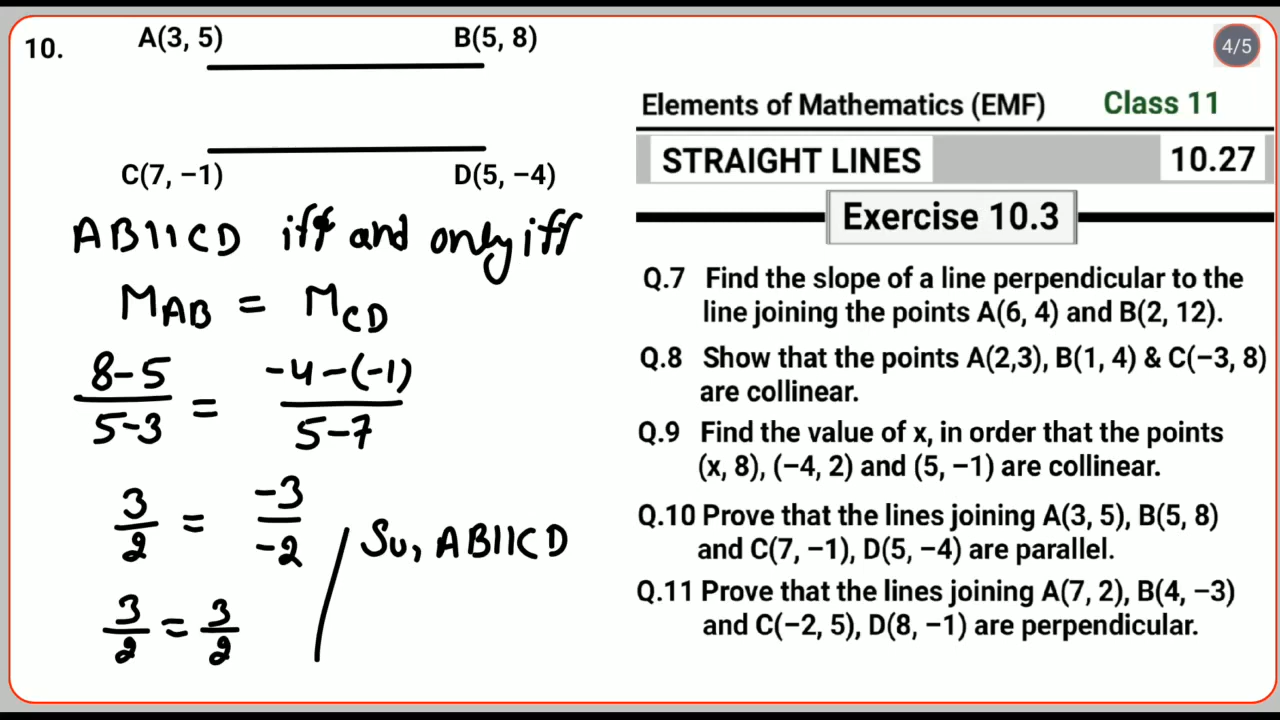 10.
A(3, 5) B(5, 8)
C(7, −1) D(5, −4)
AB||CD iff and only iff
M_AB = M_CD
8-5/5-3 = -4-(-1)/5-7
3/2 = -3/-2
3/2 = 3/2
So, AB||CD
4/5
Elements of Mathematics (EMF) Class 11
STRAIGHT LINES 10.27
Exercise 10.3
Q.7 Find the slope of a line perpendicular to the
line joining the points A(6, 4) and B(2, 12).
Q.8 Show that the points A(2,3), B(1, 4) & C(−3, 8)
are collinear.
Q.9 Find the value of x, in order that the points
(x, 8), (−4, 2) and (5, −1) are collinear.
Q.10 Prove that the lines joining A(3, 5), B(5, 8)
and C(7, −1), D(5, −4) are parallel.
Q.11 Prove that the lines joining A(7, 2), B(4, −3)
and C(−2, 5), D(8, −1) are perpendicular.